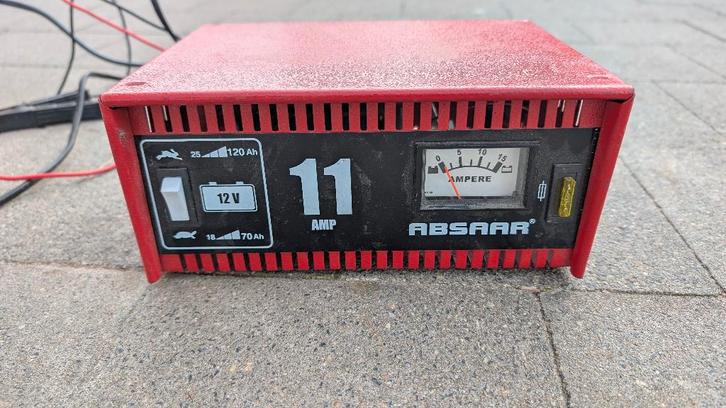 25 120 Ah
12 V
18 70 Ah
11
AMP
0 5 10 15
AMPERE
ABSAAR®